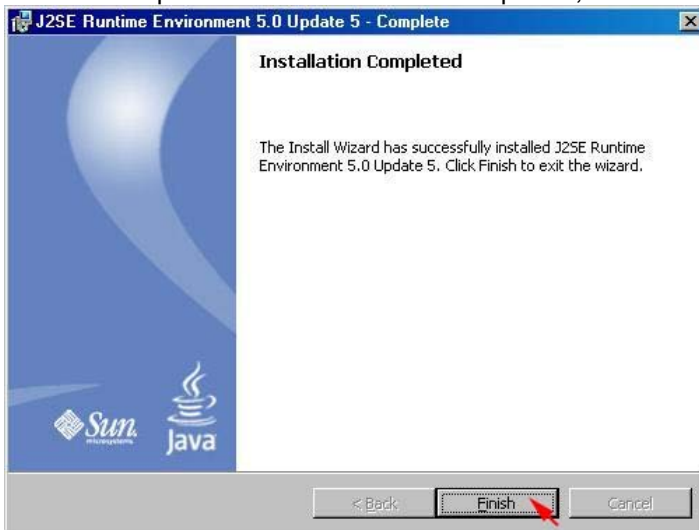 J2SE Runtime Environment 5.0 Update 5 - Complete
Installation Completed
The Install Wizard has successfully installed J2SE Runtime
Environment 5.0 Update 5. Click Finish to exit the wizard.
Sun
microsystems
Java
< Back
Finish
Cancel